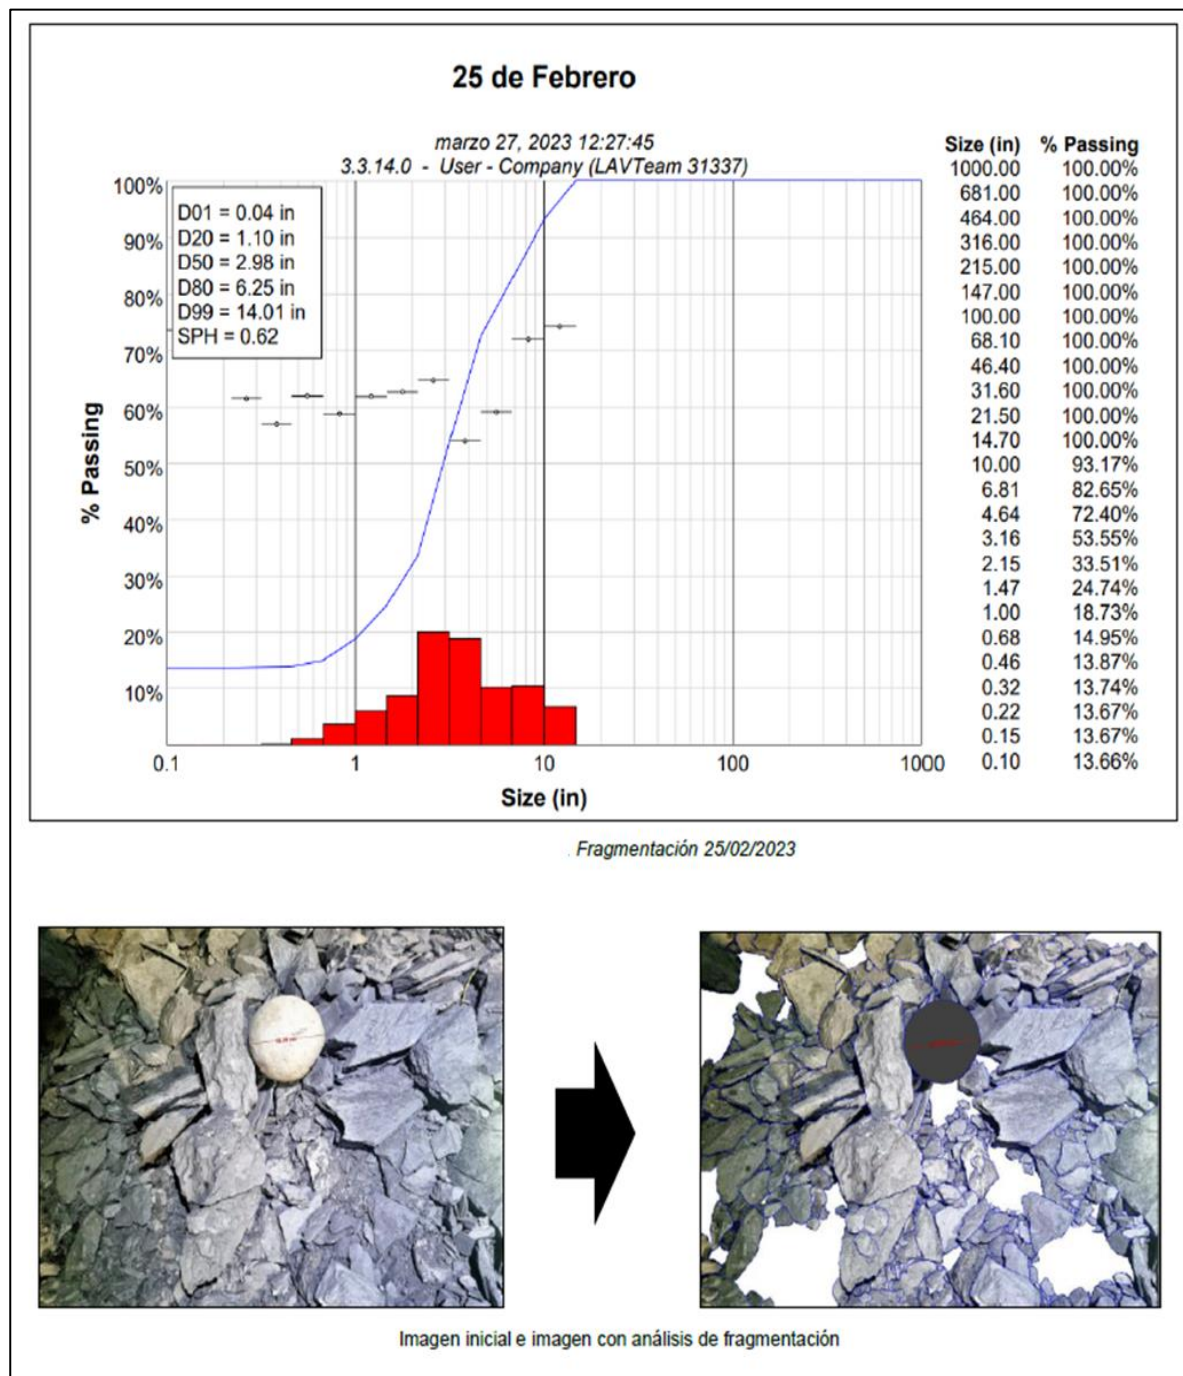 25 de Febrero
marzo 27, 2023 12:27:45
3.3.14.0 - User - Company (LAVTeam 31337)
Size (in) % Passing
1000.00 100.00%
681.00 100.00%
464.00 100.00%
316.00 100.00%
215.00 100.00%
147.00 100.00%
100.00 100.00%
68.10 100.00%
46.40 100.00%
31.60 100.00%
21.50 100.00%
14.70 100.00%
10.00 93.17%
6.81 82.65%
4.64 72.40%
3.16 53.55%
2.15 33.51%
1.47 24.74%
1.00 18.73%
0.68 14.95%
0.46 13.87%
0.32 13.74%
0.22 13.67%
0.15 13.67%
0.10 13.66%
D01 = 0.04 in
D20 = 1.10 in
D50 = 2.98 in
D80 = 6.25 in
D99 = 14.01 in
SPH = 0.62
% Passing
100%
90%
80%
70%
60%
50%
40%
30%
20%
10%
0.1 1 10 100 1000
Size (in)
Fragmentación 25/02/2023
Imagen inicial e imagen con análisis de fragmentación